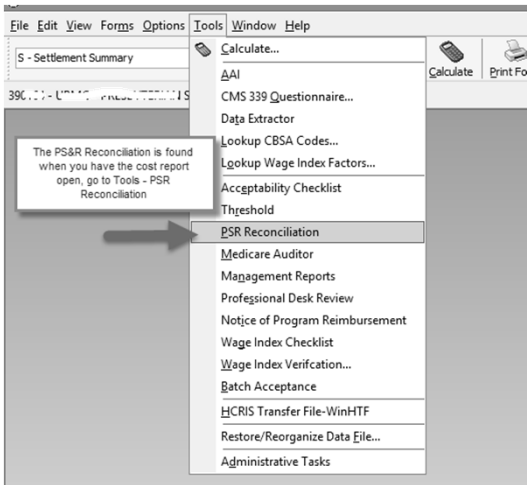 File Edit View Forms Options Tools Window Help
S - Settlement Summary
Calculate...
Calculate
Print Fo
AAI
CMS 339 Questionnaire...
Data Extractor
Lookup CBSA Codes...
Lookup Wage Index Factors...
The PS&R Reconciliation is found
when you have the cost report
open, go to Tools - PSR
Reconciliation
Acceptability Checklist
Threshold
PSR Reconciliation
Medicare Auditor
Management Reports
Professional Desk Review
Notice of Program Reimbursement
Wage Index Checklist
Wage Index Verifcation...
Batch Acceptance
HCRIS Transfer File-WinHTF
Restore/Reorganize Data File...
Administrative Tasks